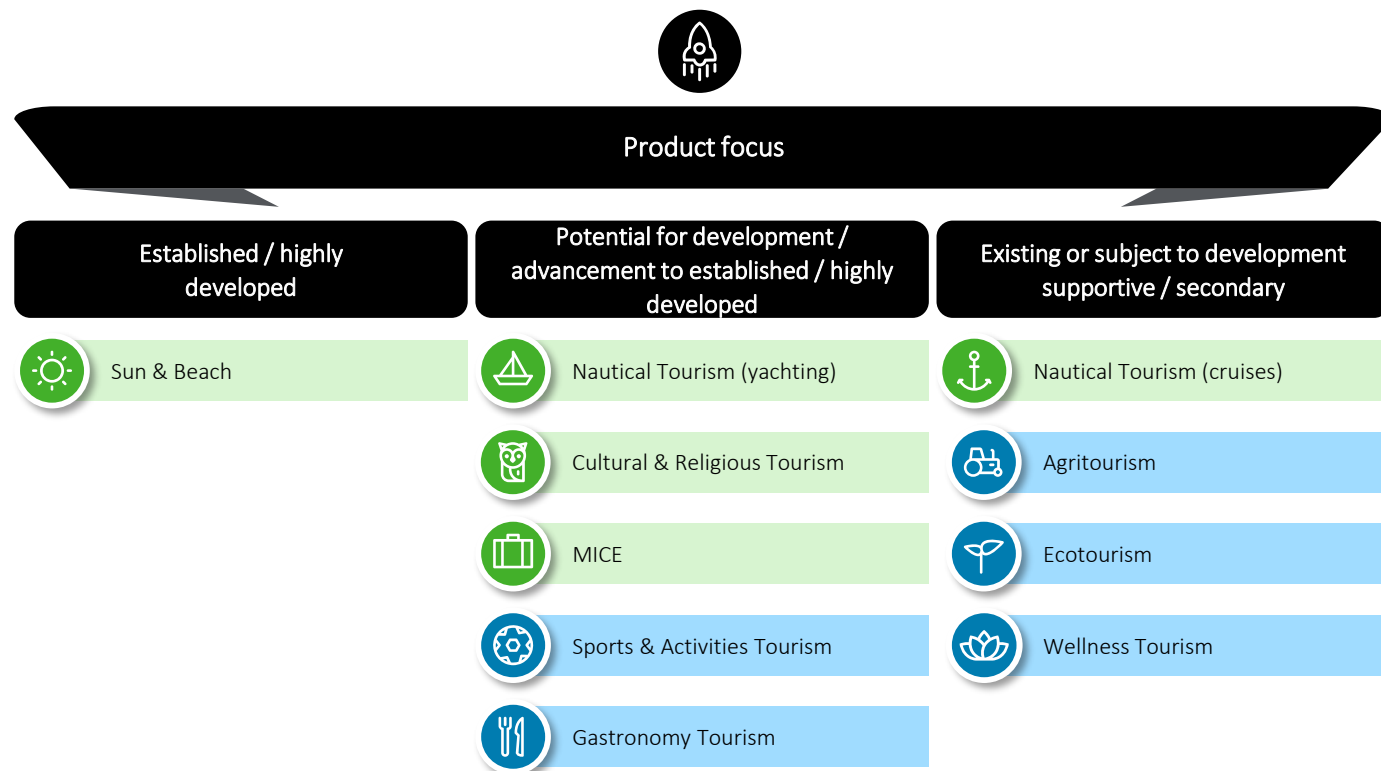 Product focus
Established / highly
developed
Potential for development /
advancement to established / highly
developed
Existing or subject to development
supportive / secondary
Sun & Beach
Nautical Tourism (yachting)
Cultural & Religious Tourism
MICE
Sports & Activities Tourism
Gastronomy Tourism
Nautical Tourism (cruises)
Agritourism
Ecotourism
Wellness Tourism